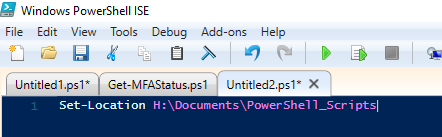 Windows PowerShell ISE
File Edit View Tools Debug Add-ons Help
Untitled1.ps1* Get-MFAStatus.ps1 Untitled2.ps1* X
1 Set-Location H:\Documents\PowerShell_Scripts